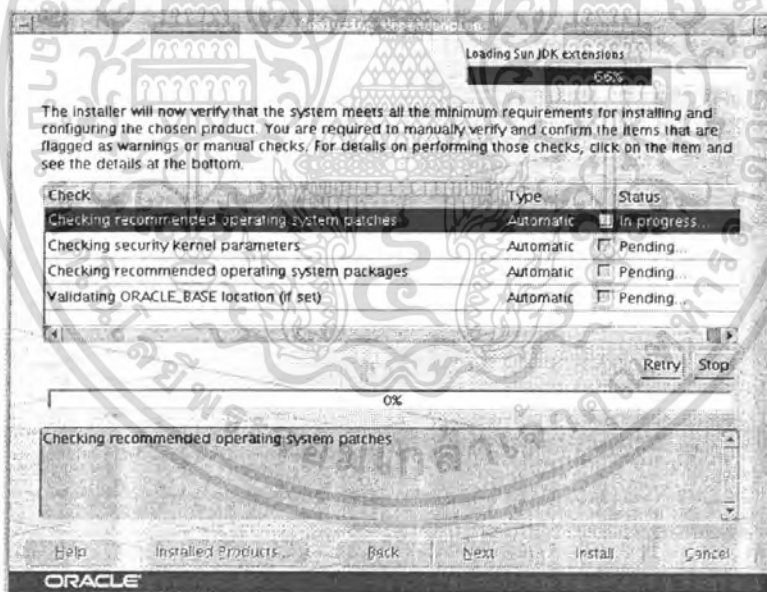 Analyzing dependencies
Loading Sun JDK extensions
66%
The installer will now verify that the system meets all the minimum requirements for installing and
configuring the chosen product. You are required to manually verify and confirm the items that are
flagged as warnings or manual checks. For details on performing those checks, click on the item and
see the details at the bottom.
Check Type Status
Checking recommended operating system patches Automatic In progress...
Checking security kernel parameters Automatic Pending...
Checking recommended operating system packages Automatic Pending...
Validating ORACLE_BASE location (if set) Automatic Pending...
Retry Stop
0%
Checking recommended operating system patches
Help Installed Products... Back Next Install Cancel
ORACLE